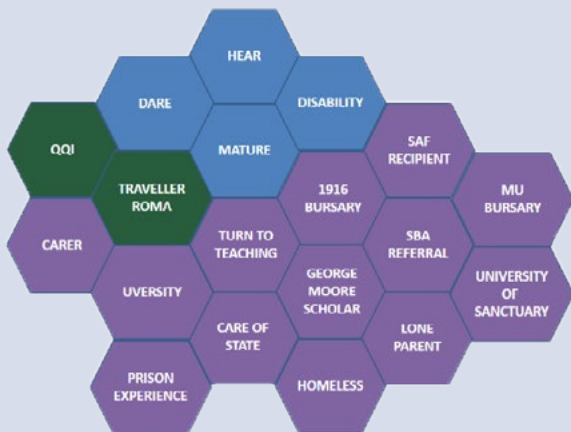 HEAR
DARE
DISABILITY
QQI
MATURE
SAF
RECIPIENT
TRAVELLER
ROMA
1916
BURSARY
MU
BURSARY
CARER
TURN TO
TEACHING
SBA
REFERRAL
UVERSITY
GEORGE
MOORE
SCHOLAR
UNIVERSITY
OF
SANCTUARY
CARE OF
STATE
LONE
PARENT
PRISON
EXPERIENCE
HOMELESS